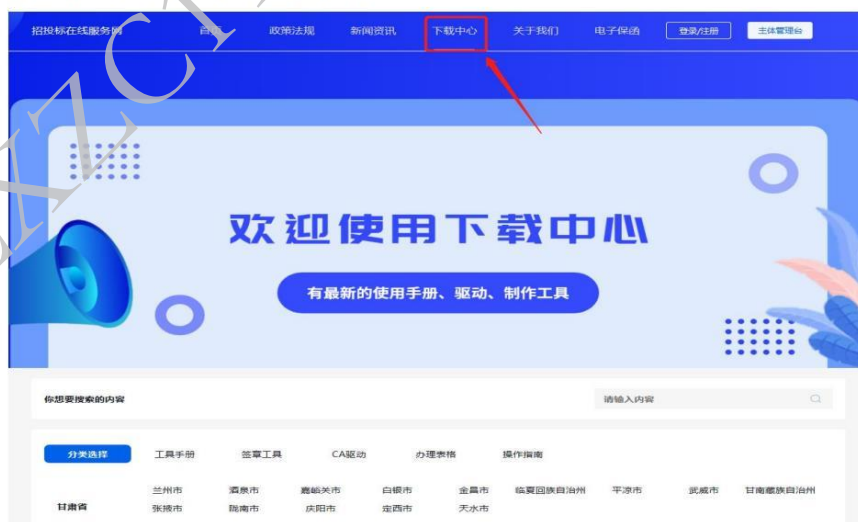 招投标在线服务网 首页 政策法规 新闻资讯 下载中心 关于我们 电子保函 登录/注册 主体管理台
欢迎使用下载中心
有最新的使用手册、驱动、制作工具
你想要搜索的内容 请输入内容
分类选择 工具手册 签章工具 CA驱动 办理表格 操作指南
甘肃省
兰州市 酒泉市 嘉峪关市 白银市 金昌市 临夏回族自治州 平凉市 武威市 甘南藏族自治州
张掖市 陇南市 庆阳市 定西市 天水市